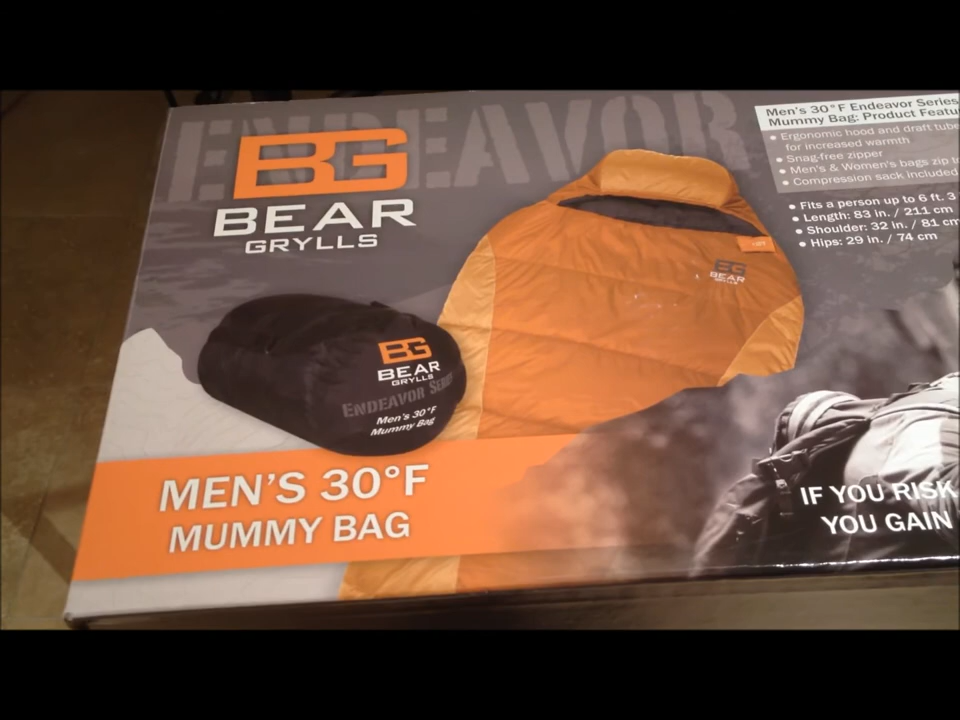 ENDEAVOR
BG
BEAR
GRYLLS
Men's 30°F Endeavor Series
Mummy Bag: Product
• Ergonomic hood and draft tube
for increased warmth
• Snag-free zipper
• Men's & Women's bags zip
• Compression sack included
• Fits a person up to 6 ft. 3
• Length: 83 in. / 211 cm
• Shoulder: 32 in. / 81 cm
• Hips: 29 in. / 74 cm
BG
BEAR
GRYLLS
BG
BEAR
GRYLLS
ENDEAVOR
Men's 30°F
Mummy Bag
MEN'S 30°F
MUMMY BAG
IF YOU RISK
YOU GAIN